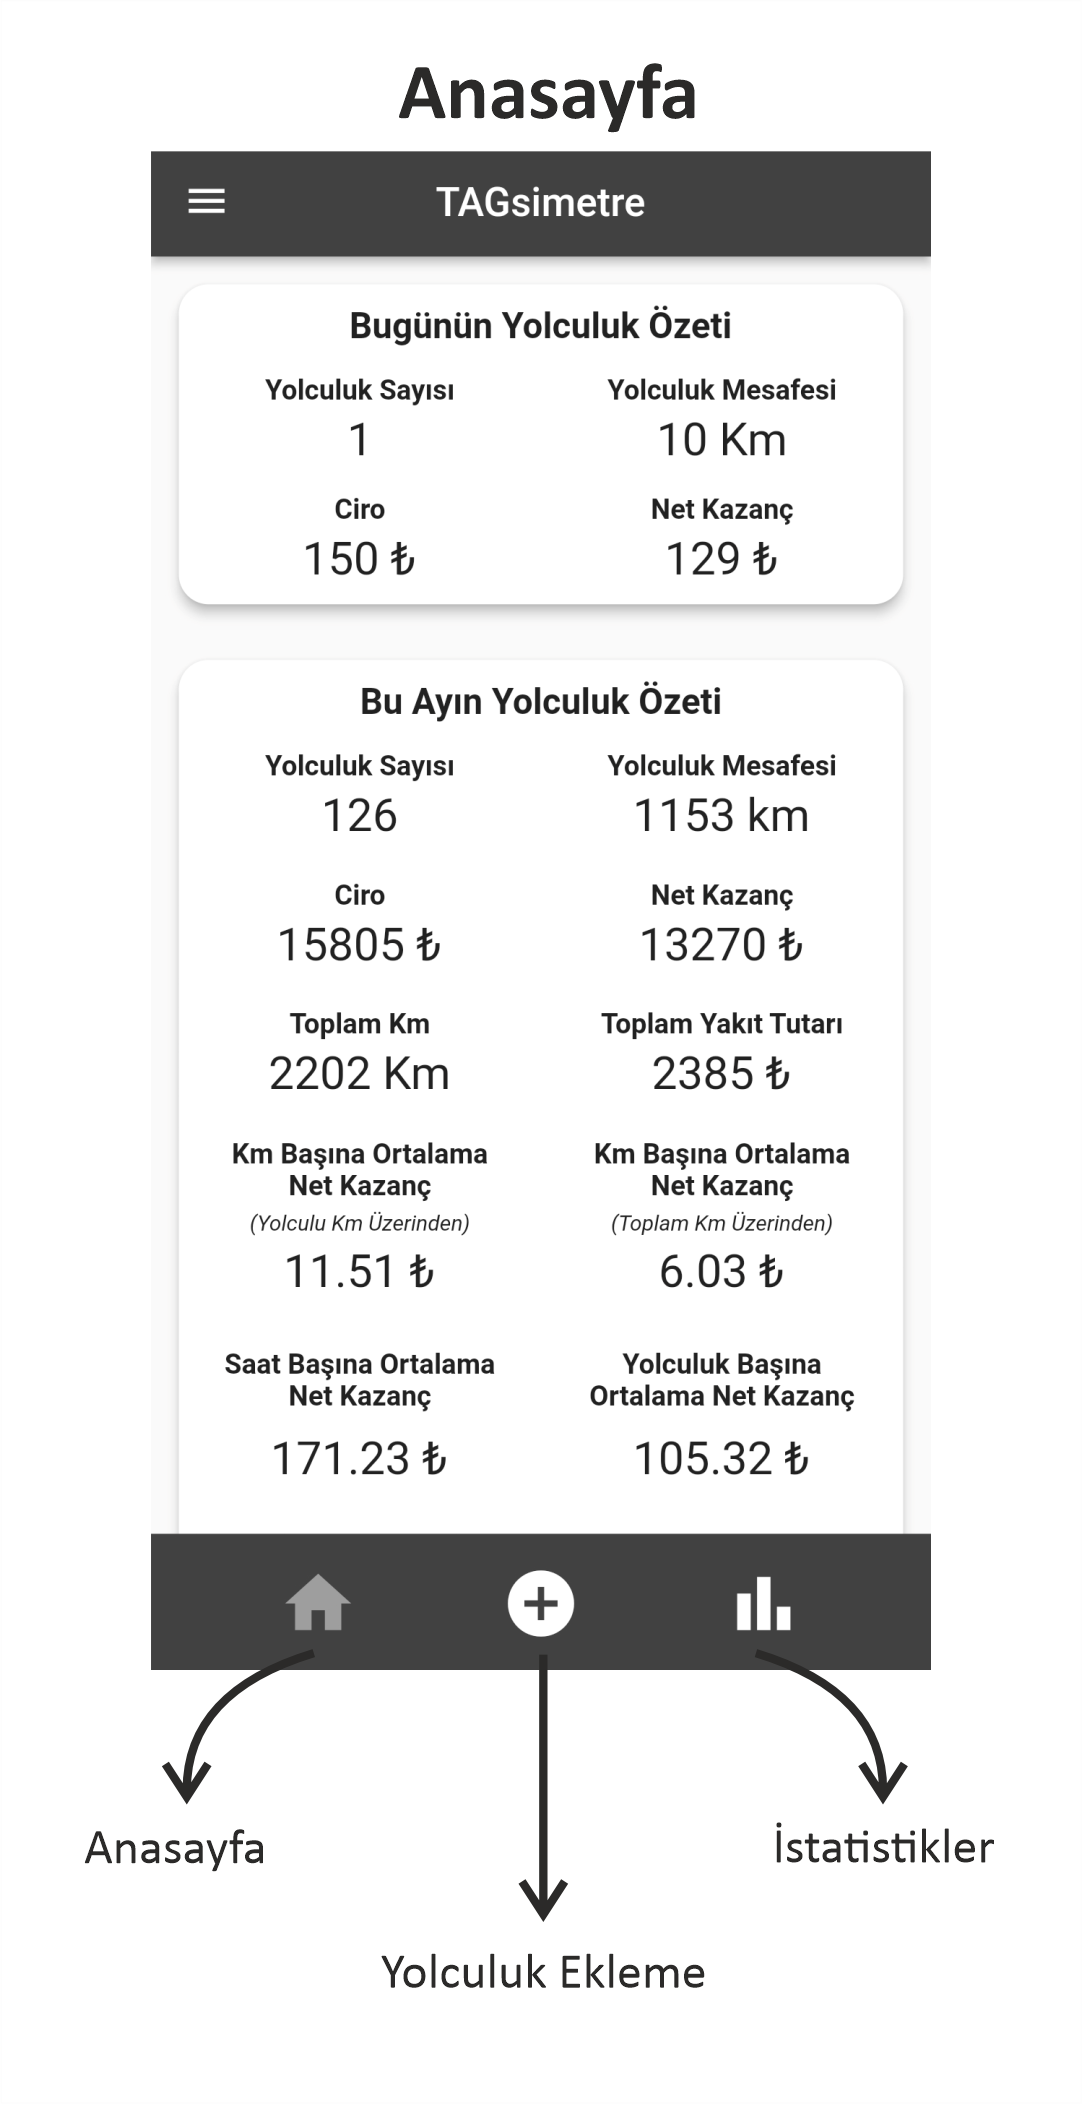 Anasayfa
TAGsimetre
Bugünün Yolculuk Özeti
Yolculuk Sayısı
1
Yolculuk Mesafesi
10 Km
Ciro
150 ₺
Net Kazanç
129 ₺
Bu Ayın Yolculuk Özeti
Yolculuk Sayısı
126
Yolculuk Mesafesi
1153 km
Ciro
15805 ₺
Net Kazanç
13270 ₺
Toplam Km
2202 Km
Toplam Yakıt Tutarı
2385 ₺
Km Başına Ortalama
Net Kazanç
(Yolculu Km Üzerinden)
11.51 ₺
Km Başına Ortalama
Net Kazanç
(Toplam Km Üzerinden)
6.03 ₺
Saat Başına Ortalama
Net Kazanç
171.23 ₺
Yolculuk Başına
Ortalama Net Kazanç
105.32 ₺
Anasayfa
İstatistikler
Yolculuk Ekleme